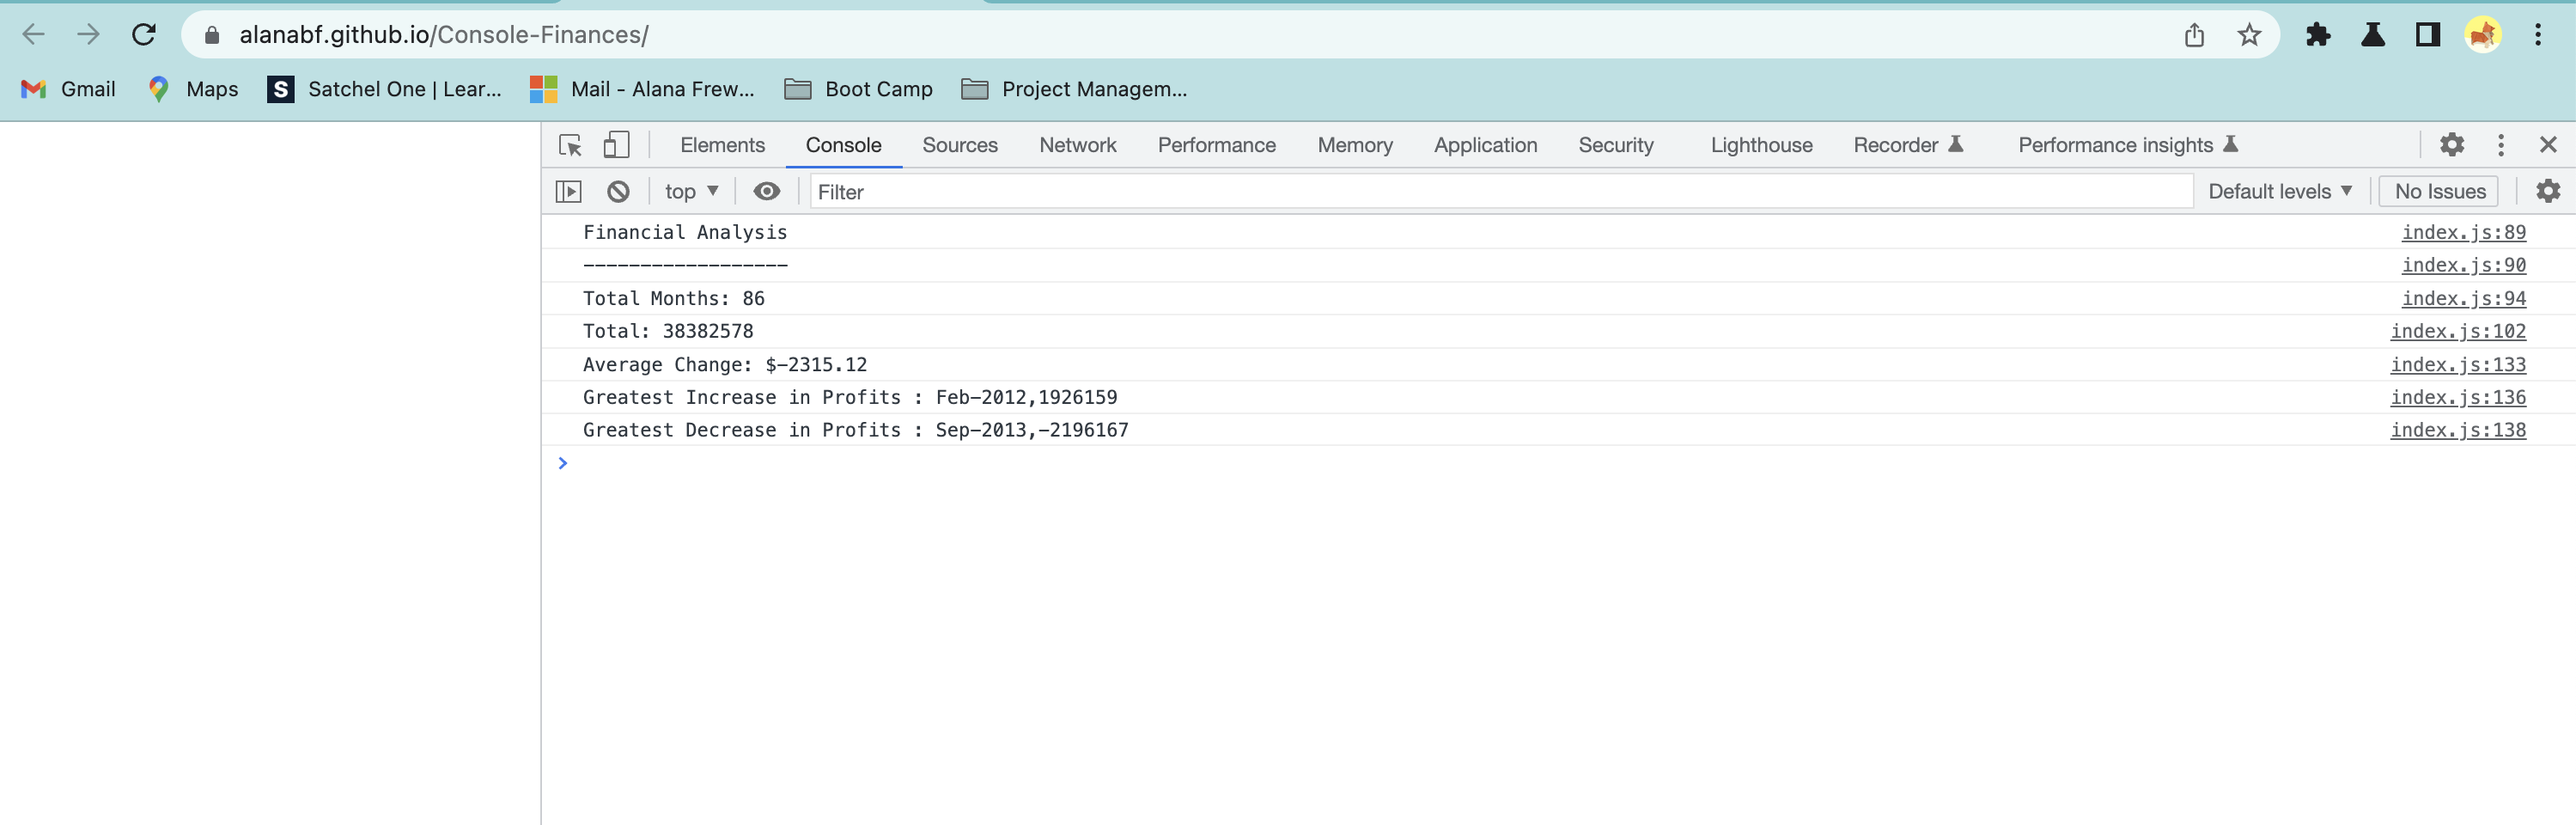 alanabf.github.io/Console-Finances/
Gmail Maps S Satchel One | Lear... Mail - Alana Frew... Boot Camp Project Managem...
Elements Console Sources Network Performance Memory Application Security Lighthouse Recorder Performance insights
top Filter Default levels No Issues
Financial Analysis index.js:89
------------------ index.js:90
Total Months: 86 index.js:94
Total: 38382578 index.js:102
Average Change: $-2315.12 index.js:133
Greatest Increase in Profits : Feb-2012,1926159 index.js:136
Greatest Decrease in Profits : Sep-2013,-2196167 index.js:138